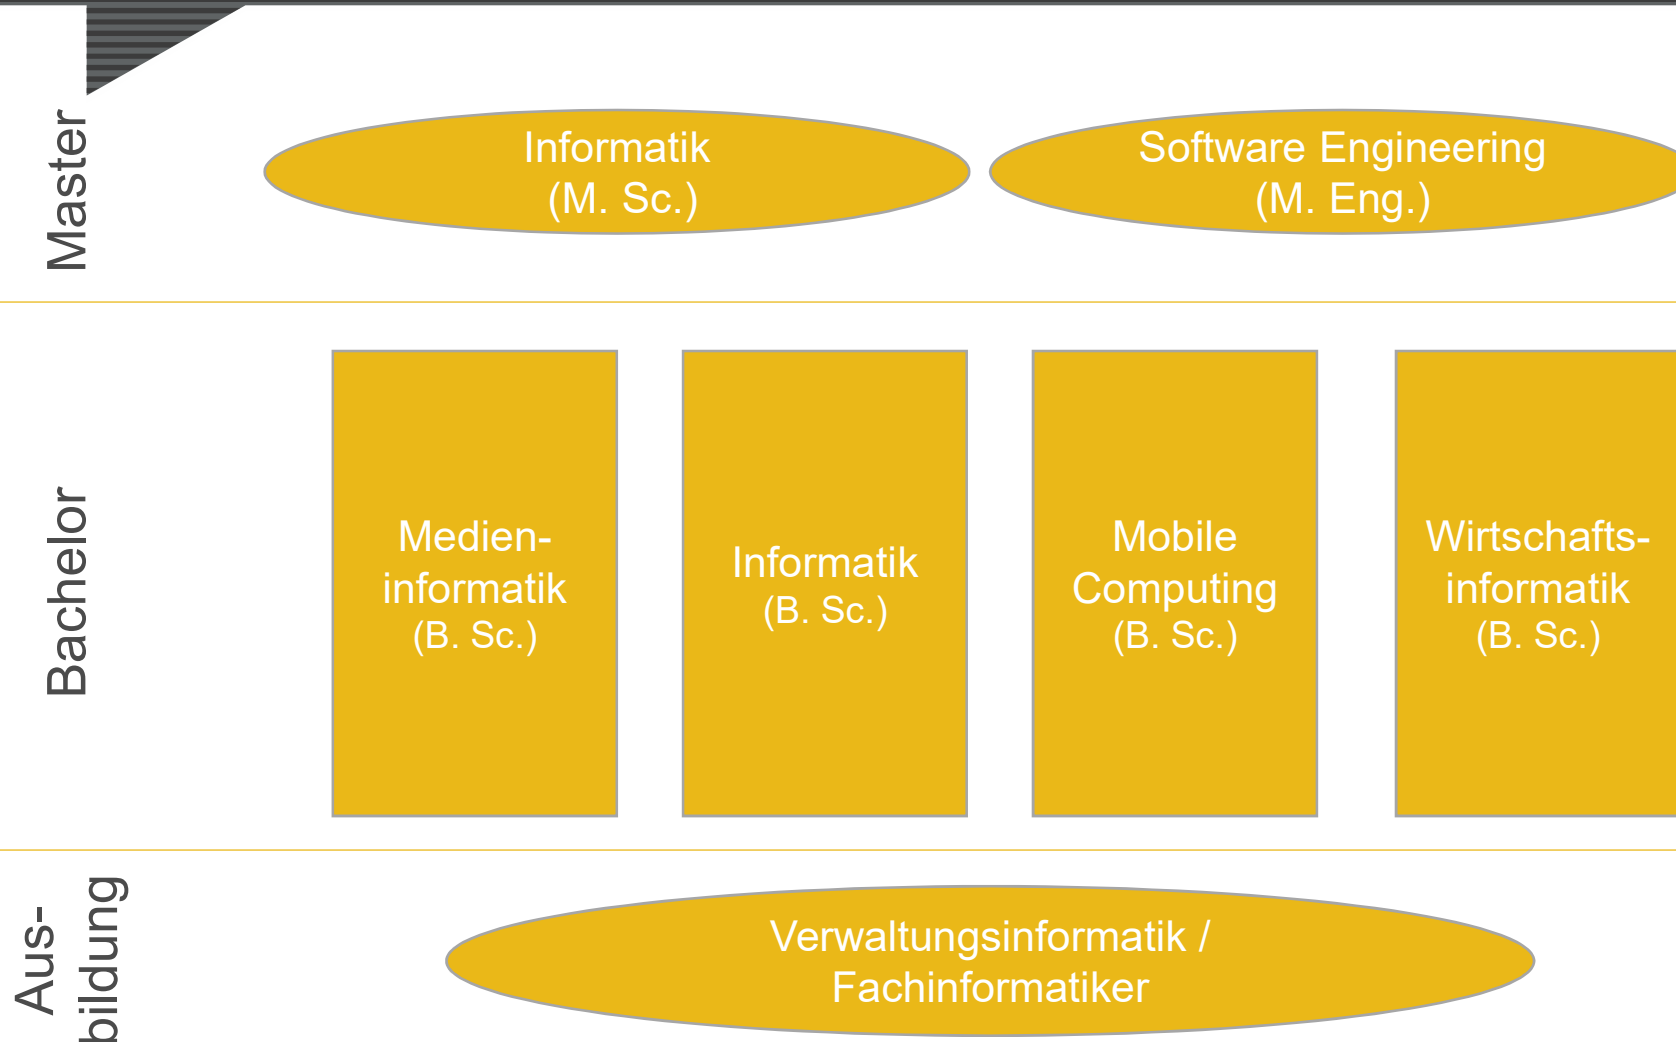 Master
Informatik
(M. Sc.)
Software Engineering
(M. Eng.)
Bachelor
Medien-
informatik
(B. Sc.)
Informatik
(B. Sc.)
Mobile
Computing
(B. Sc.)
Wirtschafts-
informatik
(B. Sc.)
Aus-
bildung
Verwaltungsinformatik /
Fachinformatiker